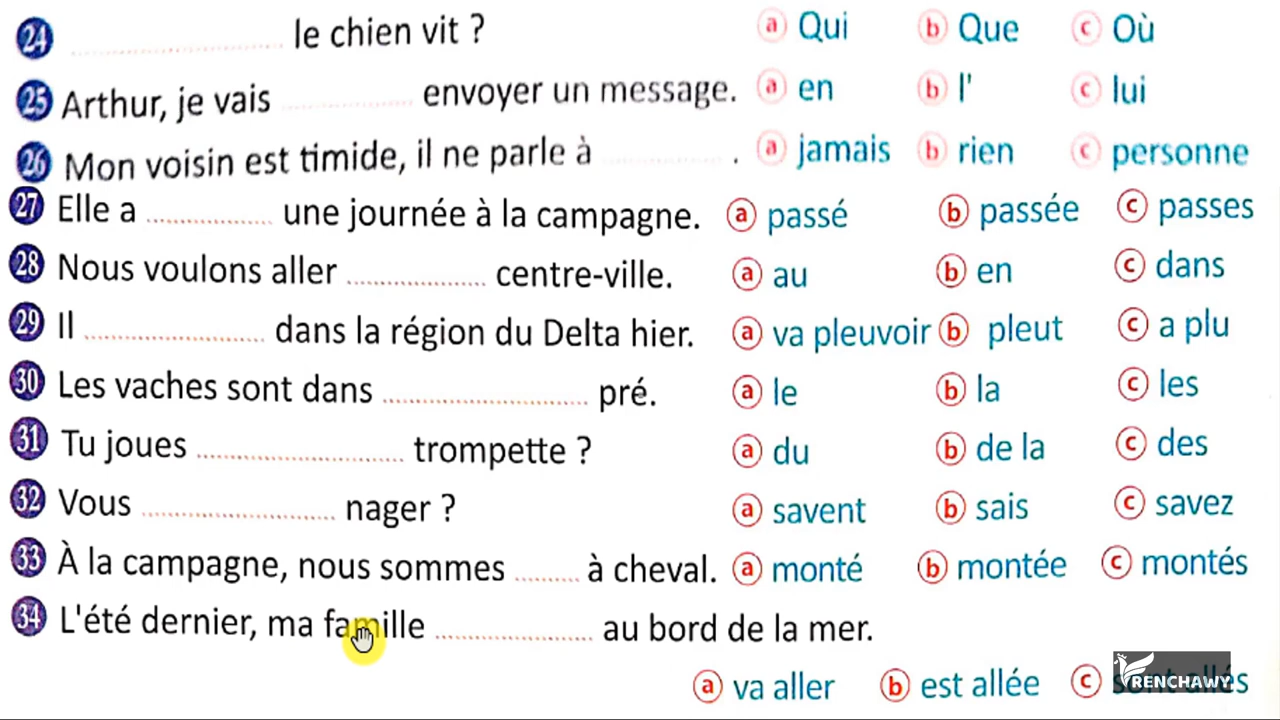 24 .................... le chien vit ? a Qui b Que c Où
25 Arthur, je vais .................... envoyer un message. a en b l' c lui
26 Mon voisin est timide, il ne parle à .................... . a jamais b rien c personne
27 Elle a .................... une journée à la campagne. a passé b passée c passes
28 Nous voulons aller .................... centre-ville. a au b en c dans
29 Il .................... dans la région du Delta hier. a va pleuvoir b pleut c a plu
30 Les vaches sont dans .................... pré. a le b la c les
31 Tu joues .................... trompette ? a du b de la c des
32 Vous .................... nager ? a savent b sais c savez
33 À la campagne, nous sommes ......... à cheval. a monté b montée c montés
34 L'été dernier, ma famille .................... au bord de la mer.
a va aller b est allée c sont allés
RENCHAWY